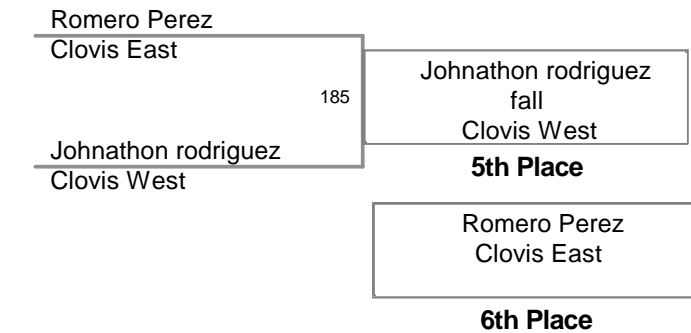 Romero Perez
Clovis East
185
Johnathon rodriguez
Clovis West
Johnathon rodriguez
fall
Clovis West
5th Place
Romero Perez
Clovis East
6th Place